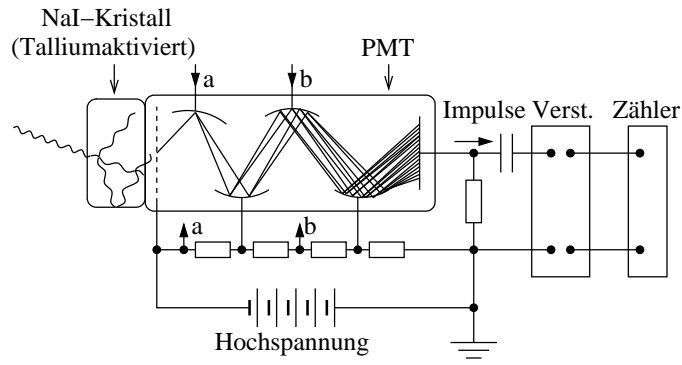 NaI–Kristall
(Talliumaktiviert)
PMT
a
b
Impulse
Verst.
Zähler
a
b
Hochspannung